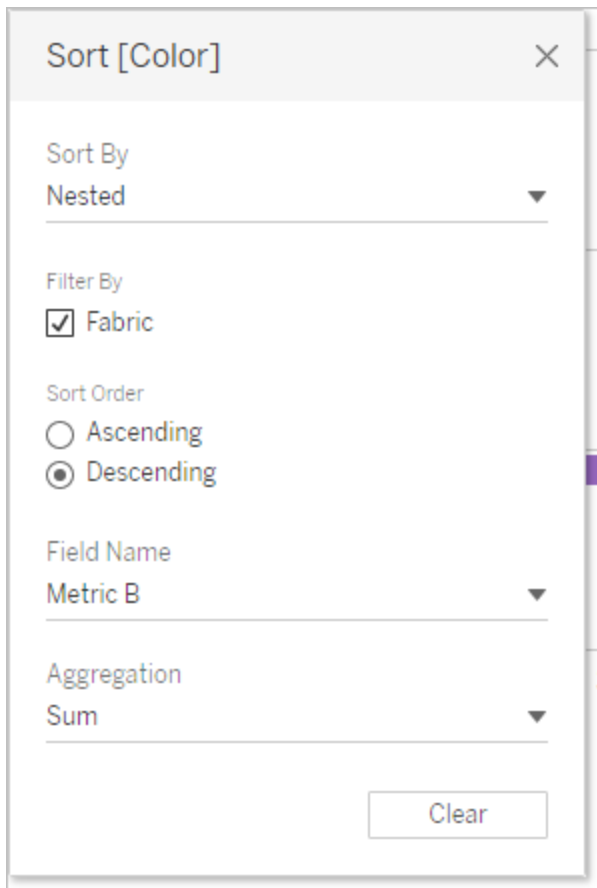 Sort [Color]
Sort By
Nested
Filter By
Fabric
Sort Order
Ascending
Descending
Field Name
Metric B
Aggregation
Sum
Clear